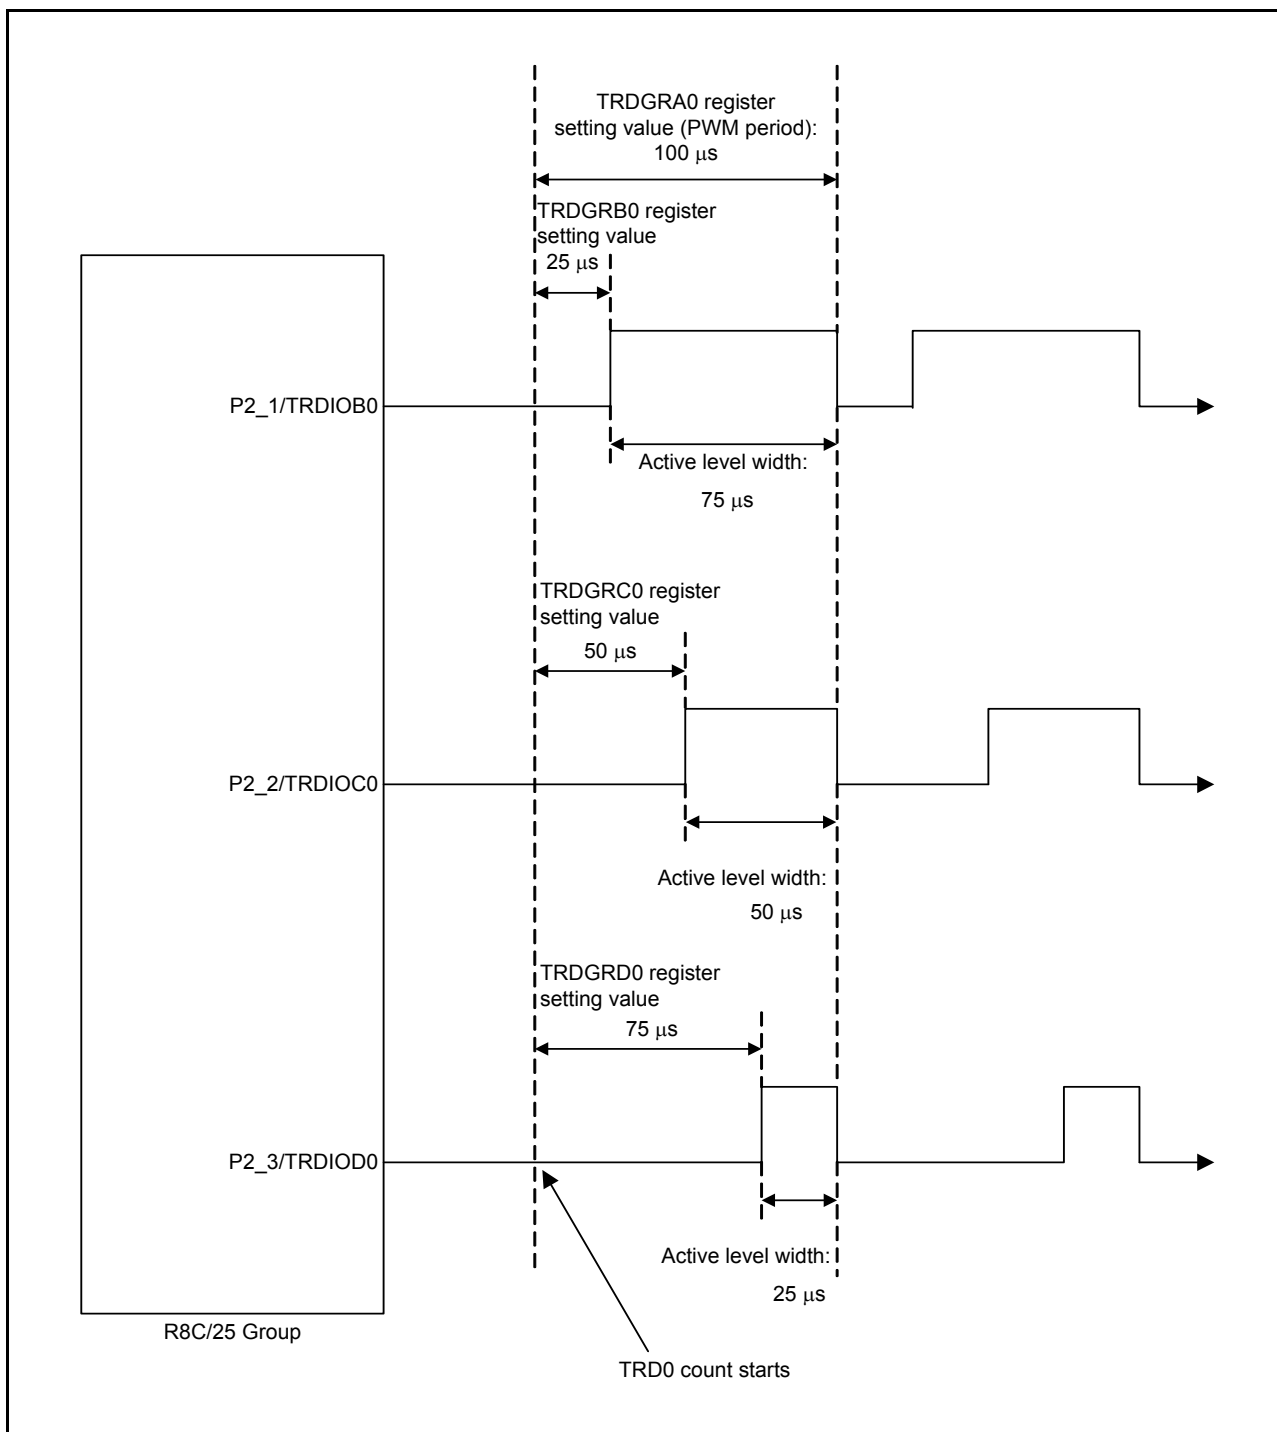 TRDGRA0 register
setting value (PWM period):
100 μs
TRDGRB0 register
setting value
25 μs
P2_1/TRDIOB0
Active level width:
75 μs
TRDGRC0 register
setting value
50 μs
P2_2/TRDIOC0
Active level width:
50 μs
TRDGRD0 register
setting value
75 μs
P2_3/TRDIOD0
Active level width:
25 μs
R8C/25 Group
TRD0 count starts